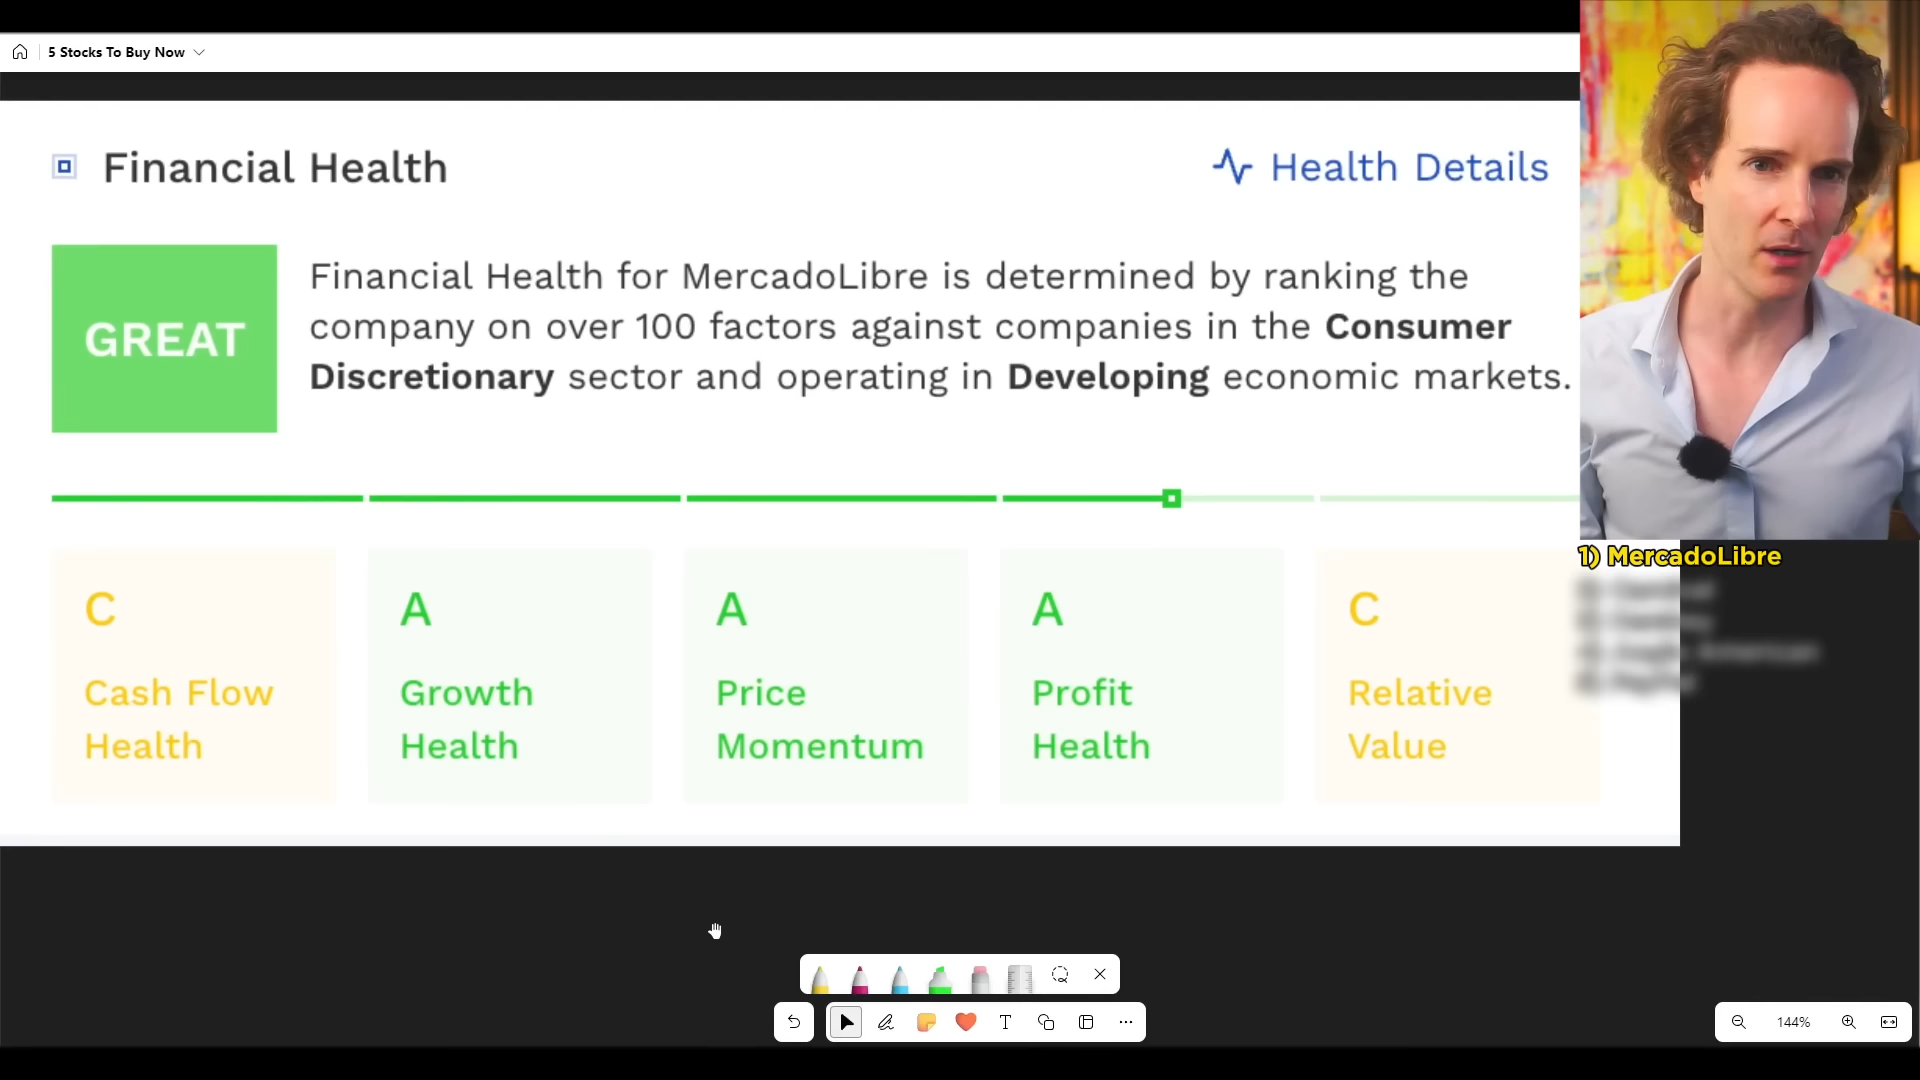 5 Stocks To Buy Now
Financial Health
Health Details
GREAT
Financial Health for MercadoLibre is determined by ranking the
company on over 100 factors against companies in the Consumer
Discretionary sector and operating in Developing economic markets.
C
Cash Flow
Health
A
Growth
Health
A
Price
Momentum
A
Profit
Health
C
Relative
Value
1) MercadoLibre
T
144%